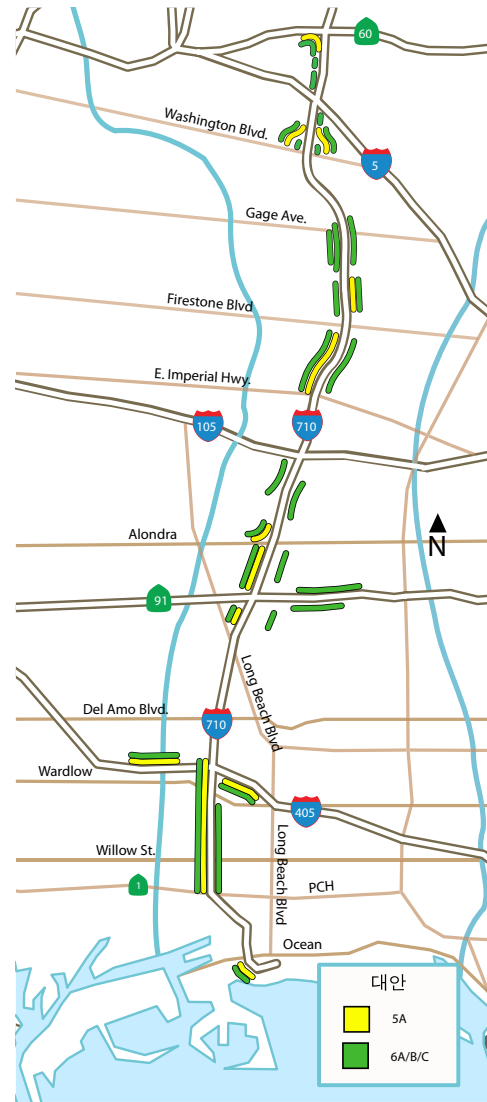 60
Washington Blvd.
5
Gage Ave.
Firestone Blvd
E. Imperial Hwy.
105
710
Alondra
N
91
Long Beach Blvd
Del Amo Blvd.
710
Wardlow
405
Long Beach Blvd
Willow St.
1
PCH
Ocean
대안
5A
6A/B/C